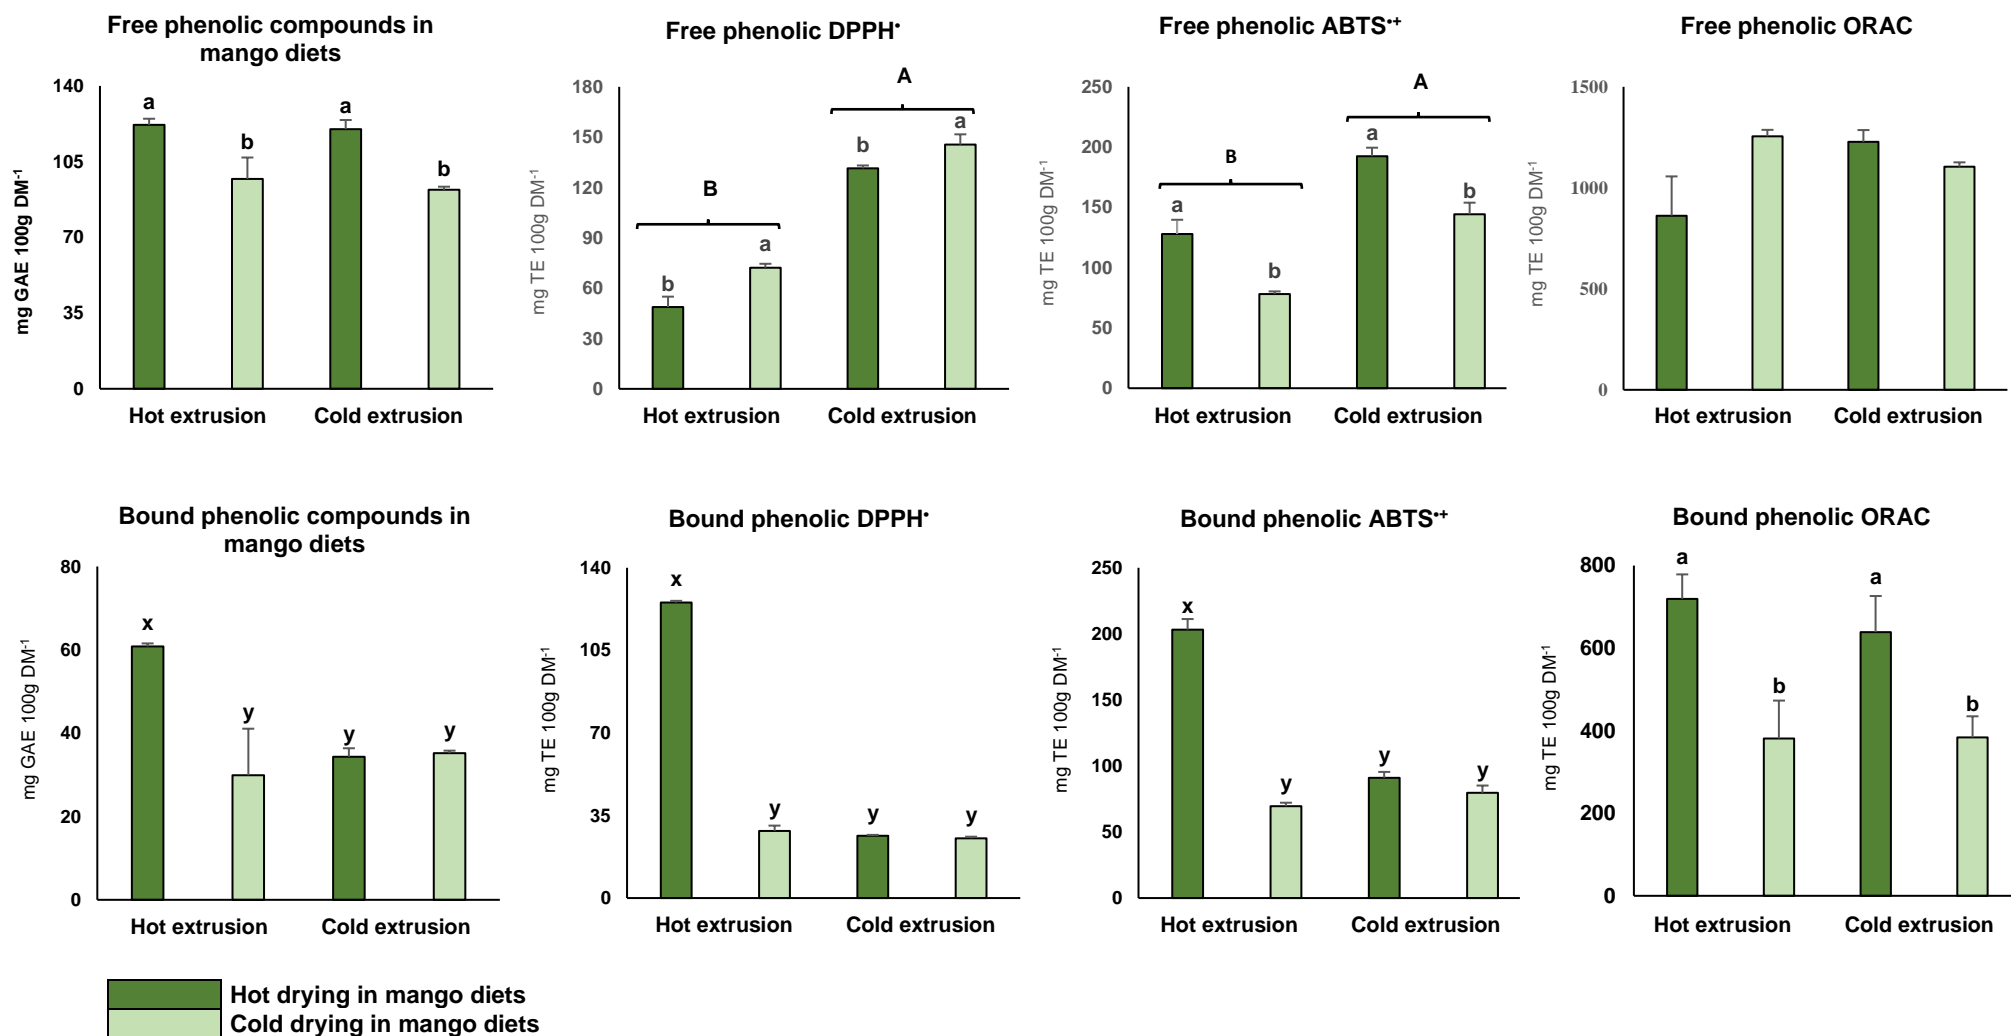 Free phenolic compounds in
mango diets
mg GAE 100g DM-1
140
105
70
35
0
a
b
a
b
Hot extrusion
Cold extrusion
Free phenolic DPPH•
mg TE 100g DM-1
180
150
120
90
60
30
0
B
A
b
a
b
a
Hot extrusion
Cold extrusion
Free phenolic ABTS•+
mg TE 100g DM-1
250
200
150
100
50
0
B
A
a
b
a
b
Hot extrusion
Cold extrusion
Free phenolic ORAC
mg TE 100g DM-1
1500
1000
500
0
Hot extrusion
Cold extrusion
Bound phenolic compounds in
mango diets
mg GAE 100g DM-1
80
60
40
20
0
x
y
y
y
Hot extrusion
Cold extrusion
Bound phenolic DPPH•
mg TE 100g DM-1
140
105
70
35
0
x
y
y
y
Hot extrusion
Cold extrusion
Bound phenolic ABTS•+
mg TE 100g DM-1
250
200
150
100
50
0
x
y
y
y
Hot extrusion
Cold extrusion
Bound phenolic ORAC
mg TE 100g DM-1
800
600
400
200
0
a
b
a
b
Hot extrusion
Cold extrusion
Hot drying in mango diets
Cold drying in mango diets